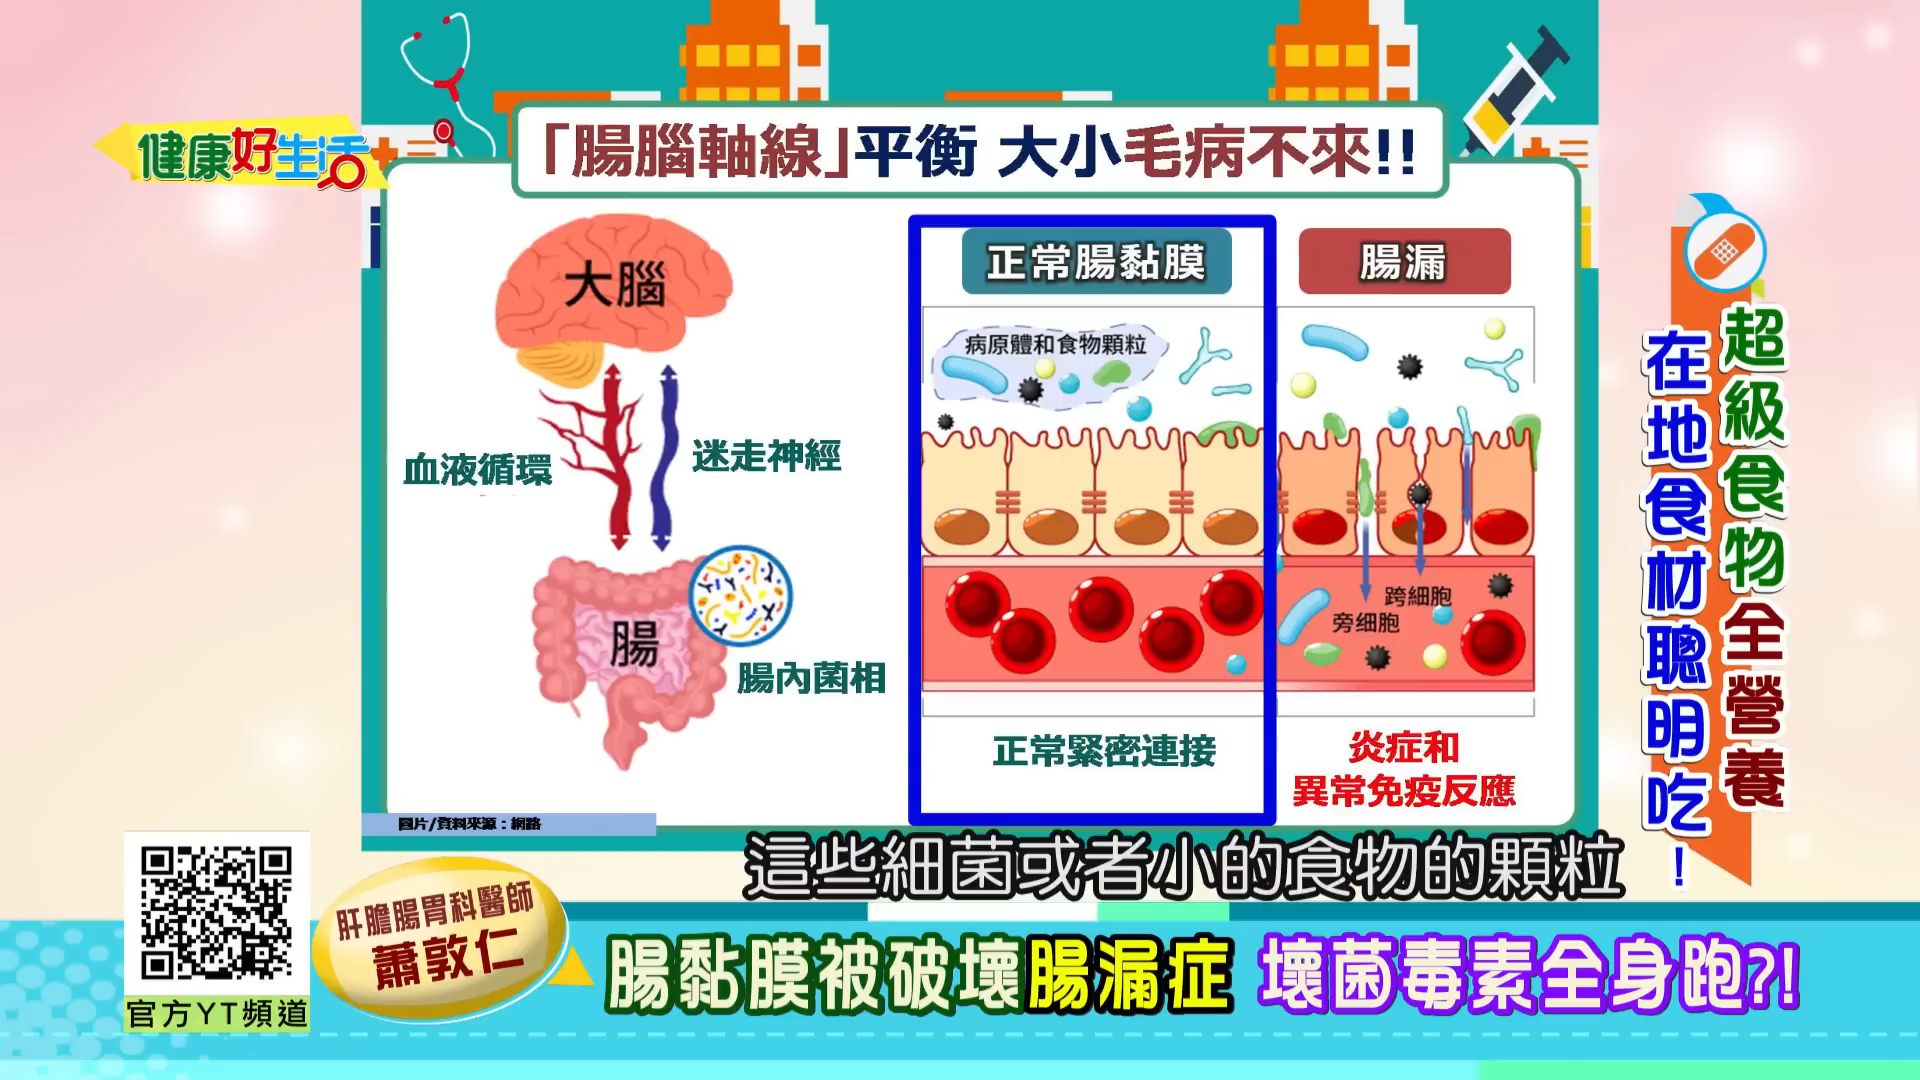 健康好生活
「腸腦軸線」平衡 大小毛病不來!!
大腦
血液循環
迷走神經
腸
腸內菌相
正常腸黏膜
病原體和食物顆粒
正常緊密連接
腸漏
跨細胞
旁細胞
炎症和
異常免疫反應
圖片/資料來源：網路
超級食物全營養
在地食材聰明吃！
這些細菌或者小的食物的顆粒
官方YT頻道
肝膽腸胃科醫師
蕭敦仁
腸黏膜被破壞腸漏症 壞菌毒素全身跑?!